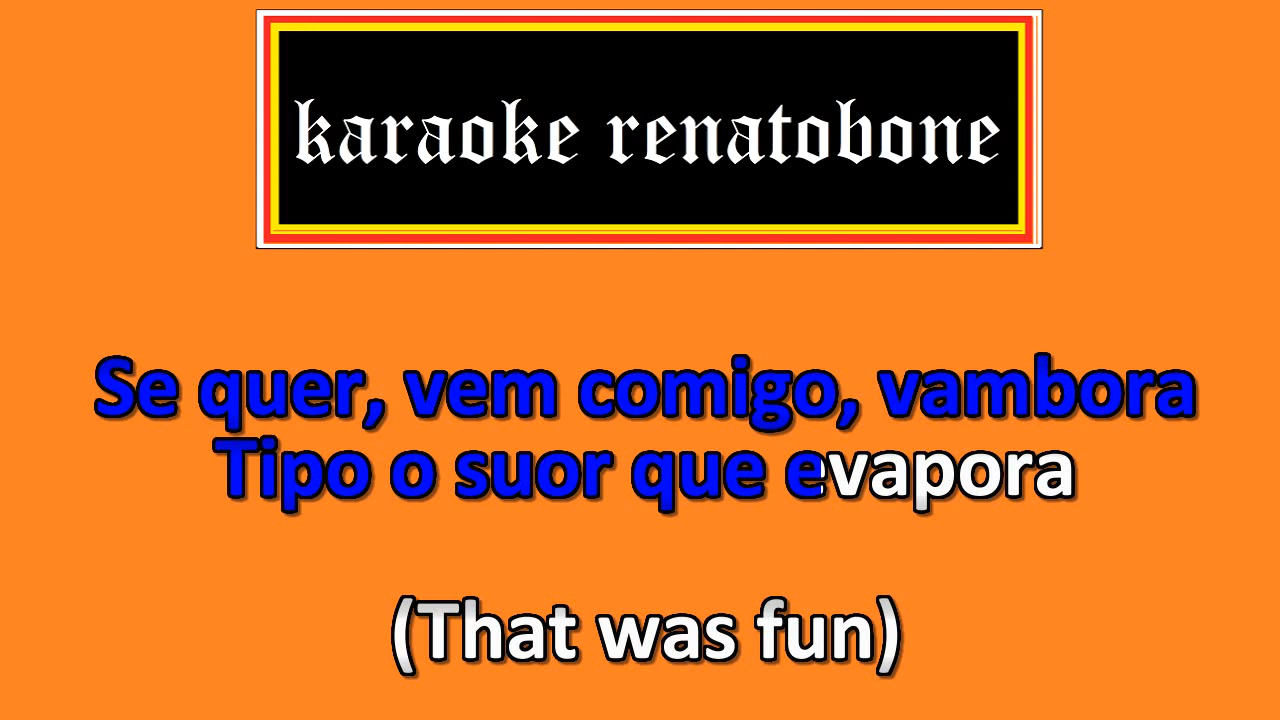 karaoke renatobone
Se quer, vem comigo, vambora
Tipo o suor que evapora
(That was fun)